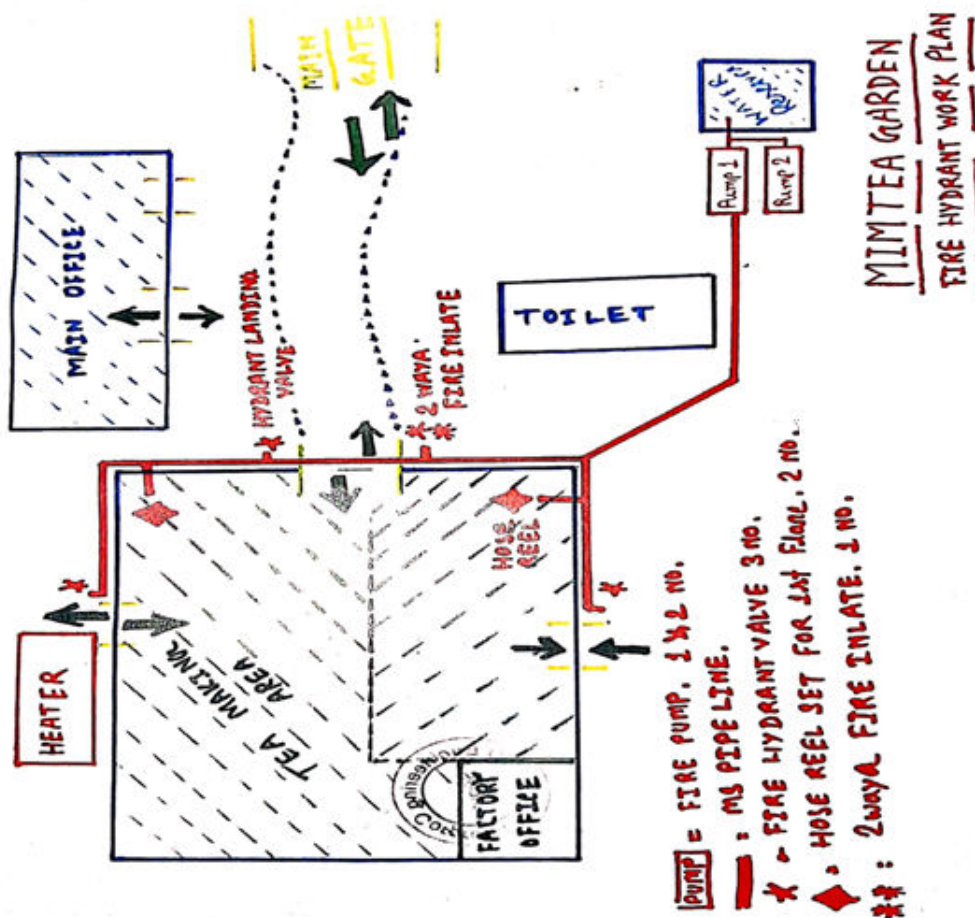 MAIN
GATE
MAIN OFFICE
HYDRANT LANDING
VALVE
2 WAYA
FIRE INLATE
TOILET
WATER
Pump 1
Pump 2
MIM TEA GARDEN
FIRE HYDRANT WORK PLAN
HEATER
TEA MAKING
AREA
HOSE
REEL
FACTORY
OFFICE
PUMP = FIRE PUMP. 1 & 2 NO.
: MS PIPE LINE.
* - FIRE HYDRANT VALVE 3 NO.
HOSE REEL SET FOR 1st Flare. 2 NO.
** : 2waya FIRE INLATE. 1 NO.